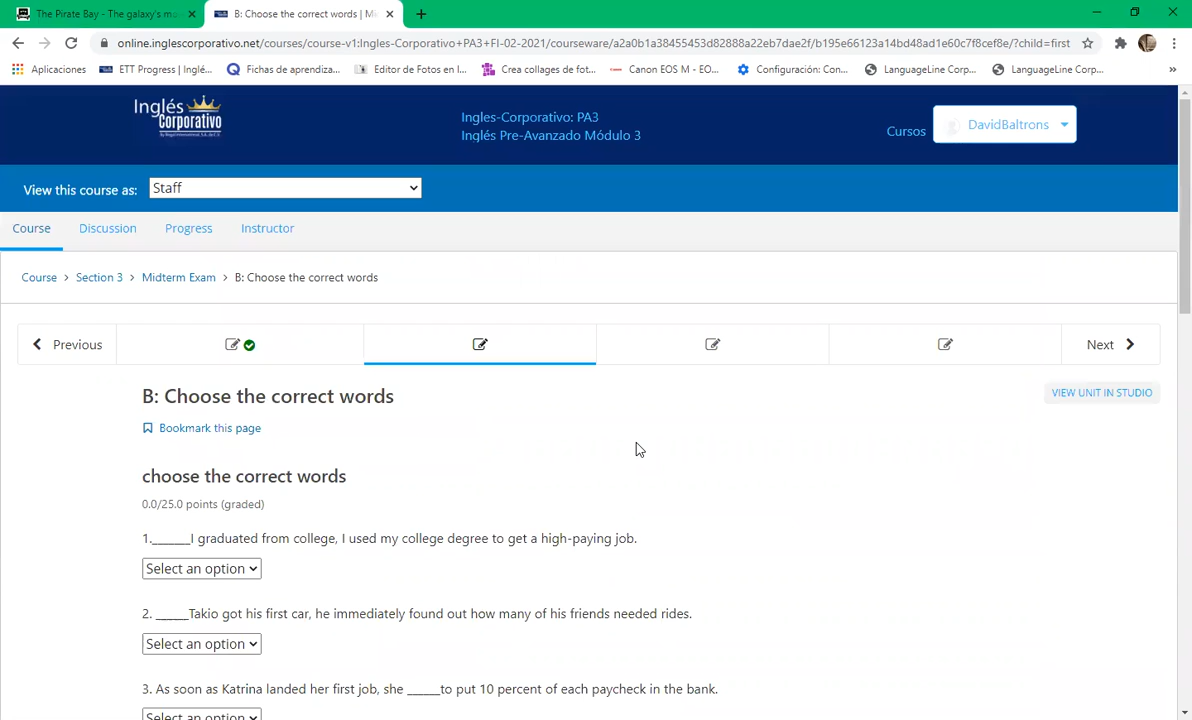 The Pirate Bay - The galaxy's mo
B: Choose the correct words | Mi
online.inglescorporativo.net/courses/course-v1:Ingles-Corporativo+PA3+FI-02-2021/courseware/a2a0b1a38455453d82888a22eb7dae2f/b195e66123a14bd48ad1e60c7f8cef8e/?child=first
Aplicaciones ETT Progress | Inglé... Fichas de aprendiza... Editor de Fotos en l... Crea collages de fot... Canon EOS M - EO... Configuración: Con... LanguageLine Corp... LanguageLine Corp... »
Inglés
Corporativo
Ingles-Corporativo: PA3
Inglés Pre-Avanzado Módulo 3
Cursos
DavidBaltrons
View this course as: Staff
Course Discussion Progress Instructor
Course > Section 3 > Midterm Exam > B: Choose the correct words
Previous
Next
B: Choose the correct words
VIEW UNIT IN STUDIO
Bookmark this page
choose the correct words
0.0/25.0 points (graded)
1.______I graduated from college, I used my college degree to get a high-paying job.
Select an option
2. _____Takio got his first car, he immediately found out how many of his friends needed rides.
Select an option
3. As soon as Katrina landed her first job, she _____to put 10 percent of each paycheck in the bank.
Select an option